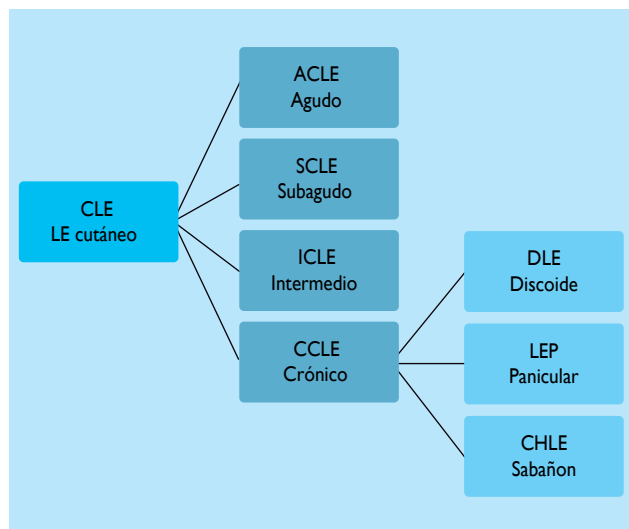 CLE
LE cutáneo
ACLE
Agudo
SCLE
Subagudo
ICLE
Intermedio
CCLE
Crónico
DLE
Discoide
LEP
Panicular
CHLE
Sabañon